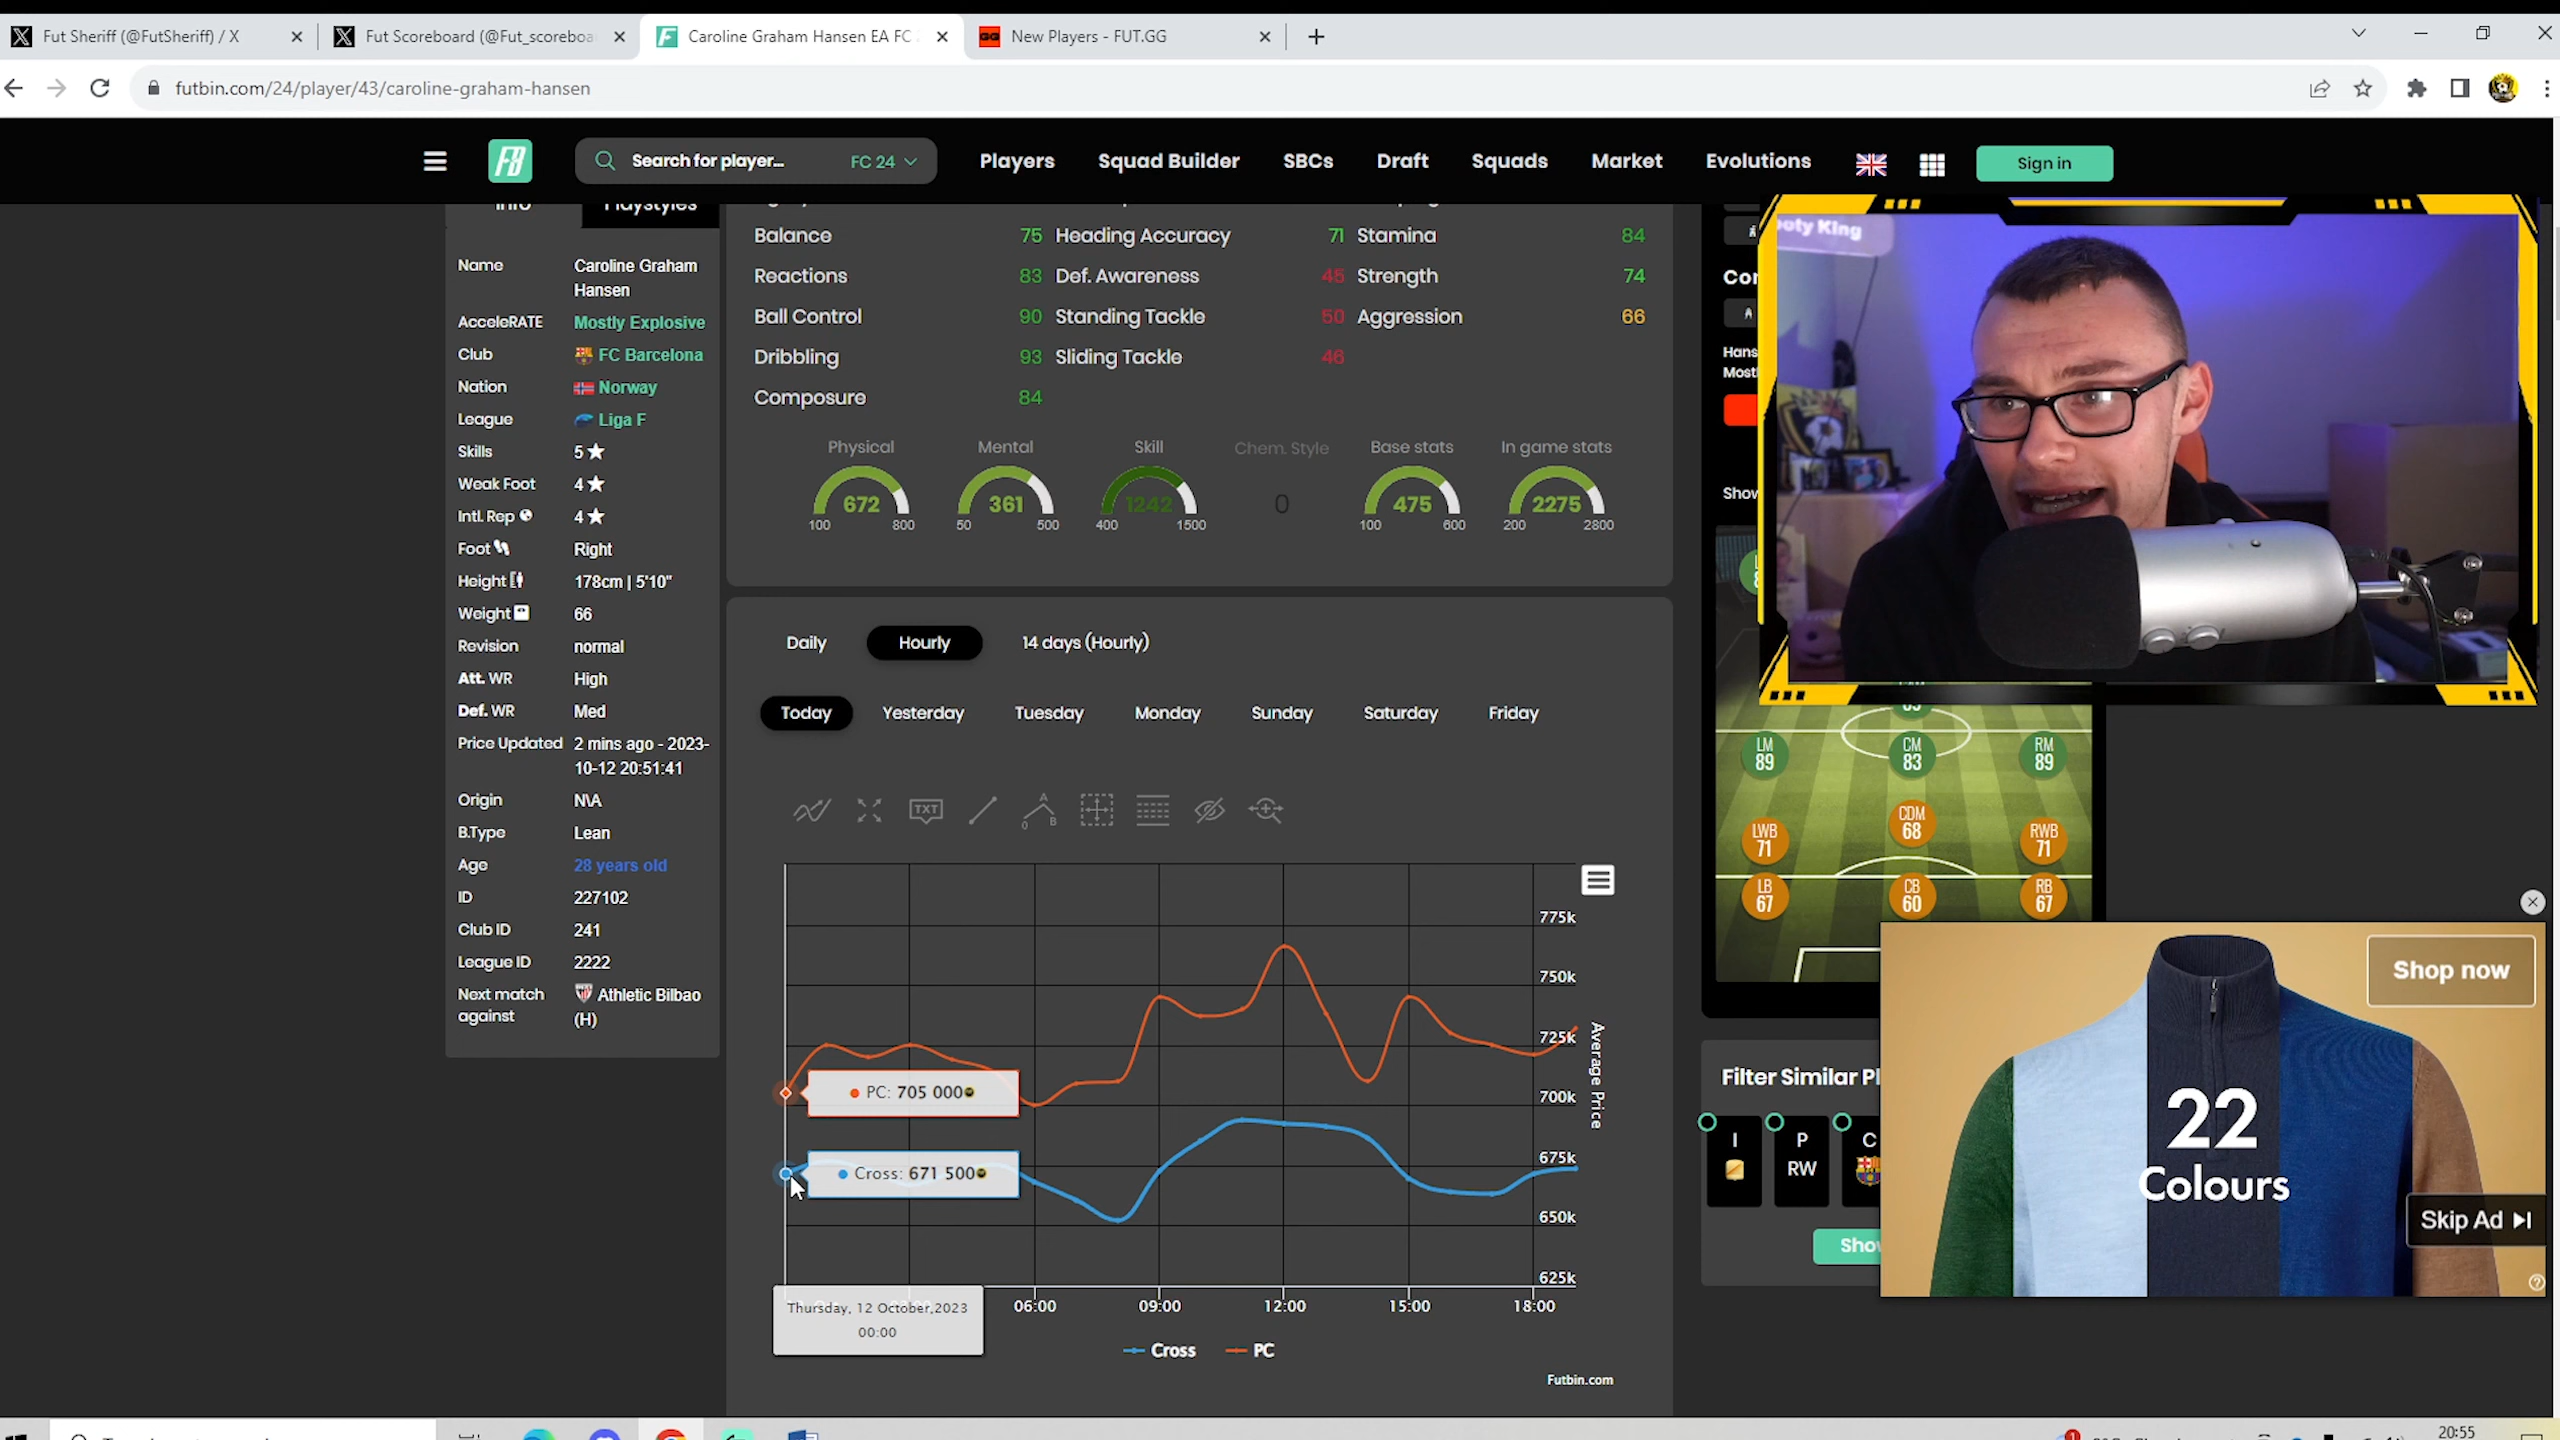 Fut Sheriff (@FutSheriff) / X
Fut Scoreboard (@Fut_scoreboa
Caroline Graham Hansen EA FC
GG New Players - FUT.GG
futbin.com/24/player/43/caroline-graham-hansen
Search for player... FC 24
Players
Squad Builder
SBCs
Draft
Squads
Market
Evolutions
Sign in
Info
Playstyles
Name Caroline Graham Hansen
AcceleRATE Mostly Explosive
Club FC Barcelona
Nation Norway
League Liga F
Skills 5
Weak Foot 4
Intl. Rep 4
Foot Right
Height 178cm | 5'10"
Weight 66
Revision normal
Att. WR High
Def. WR Med
Price Updated 2 mins ago - 2023-10-12 20:51:41
Origin N\A
B.Type Lean
Age 28 years old
ID 227102
Club ID 241
League ID 2222
Next match against Athletic Bilbao (H)
Balance 75 Heading Accuracy 71 Stamina 84
Reactions 83 Def. Awareness 45 Strength 74
Ball Control 90 Standing Tackle 50 Aggression 66
Dribbling 93 Sliding Tackle 46
Composure 84
Physical Mental Skill Chem. Style Base stats In game stats
672 361 1242 0 475 2275
100 800 50 500 400 1500 100 600 200 2800
Daily Hourly 14 days (Hourly)
Today Yesterday Tuesday Monday Sunday Saturday Friday
TXT
775k
750k
725k
700k
675k
650k
625k
Average Price
PC: 705 000
Cross: 671 500
Thursday, 12 October,2023
00:00
06:00 09:00 12:00 15:00 18:00
Cross PC
Futbin.com
Con
Hans
Most
Show
ooty King
LM 89
CM 83
RM 89
LWB 71
CDM 68
RWB 71
LB 67
CB 60
RB 67
Filter Similar Pl
I
P
RW
C
Show
Shop now
22
Colours
Skip Ad
20:55